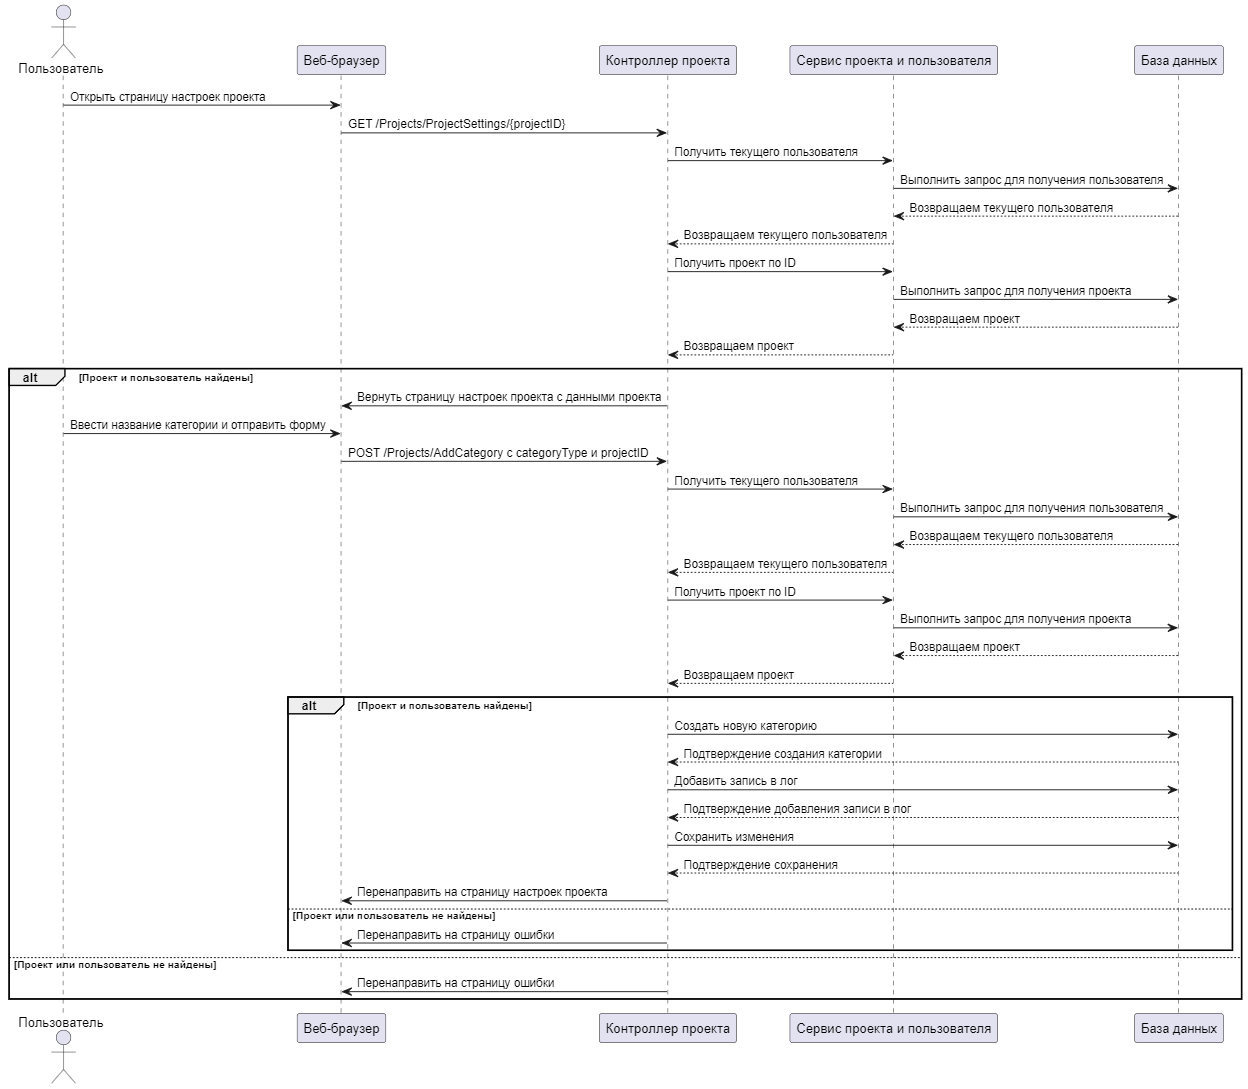 Пользователь
Веб-браузер
Контроллер проекта
Сервис проекта и пользователя
База данных
Открыть страницу настроек проекта
GET /Projects/ProjectSettings/{projectID}
Получить текущего пользователя
Выполнить запрос для получения пользователя
Возвращаем текущего пользователя
Возвращаем текущего пользователя
Получить проект по ID
Выполнить запрос для получения проекта
Возвращаем проект
Возвращаем проект
alt [Проект и пользователь найдены]
Вернуть страницу настроек проекта с данными проекта
Ввести название категории и отправить форму
POST /Projects/AddCategory с categoryType и projectID
Получить текущего пользователя
Выполнить запрос для получения пользователя
Возвращаем текущего пользователя
Возвращаем текущего пользователя
Получить проект по ID
Выполнить запрос для получения проекта
Возвращаем проект
Возвращаем проект
alt [Проект и пользователь найдены]
Создать новую категорию
Подтверждение создания категории
Добавить запись в лог
Подтверждение добавления записи в лог
Сохранить изменения
Подтверждение сохранения
Перенаправить на страницу настроек проекта
[Проект или пользователь не найдены]
Перенаправить на страницу ошибки
[Проект или пользователь не найдены]
Перенаправить на страницу ошибки
Пользователь
Веб-браузер
Контроллер проекта
Сервис проекта и пользователя
База данных